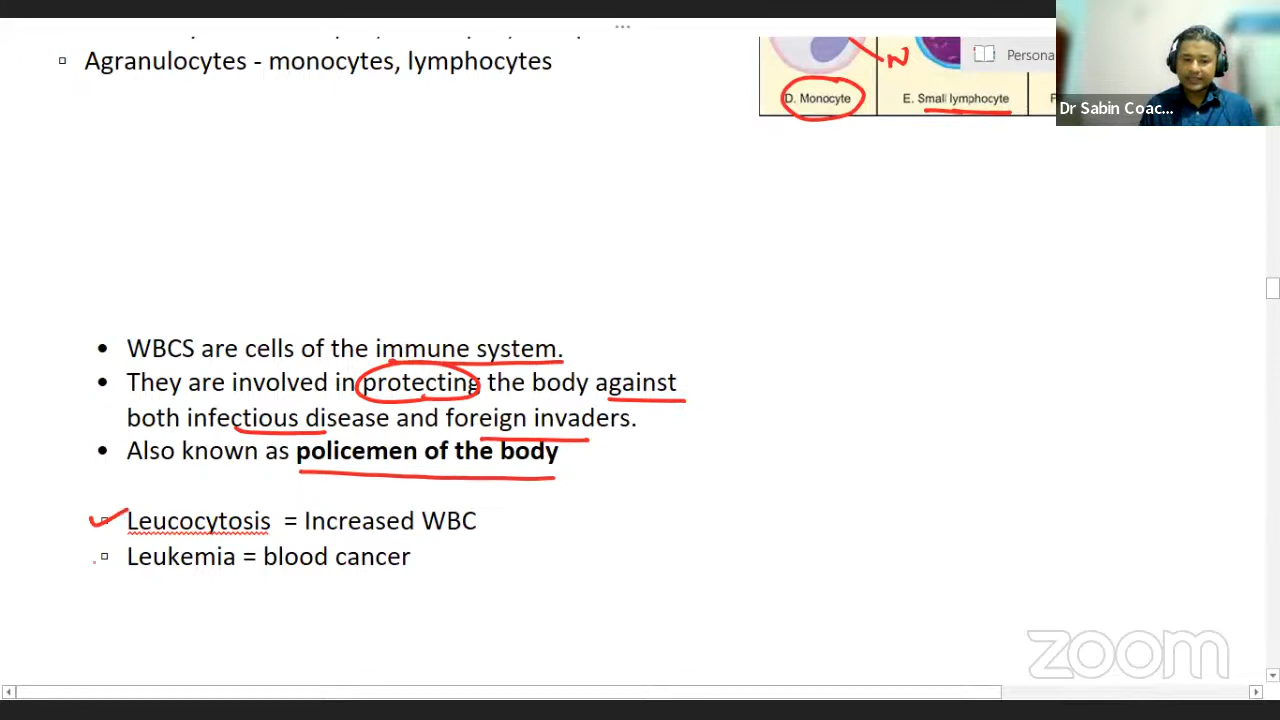 Agranulocytes - monocytes, lymphocytes
N
Persona
D. Monocyte
E. Small lymphocyte
F
Dr Sabin Coac...
WBCS are cells of the immune system.
They are involved in protecting the body against
both infectious disease and foreign invaders.
Also known as policemen of the body
Leucocytosis = Increased WBC
Leukemia = blood cancer
zoom